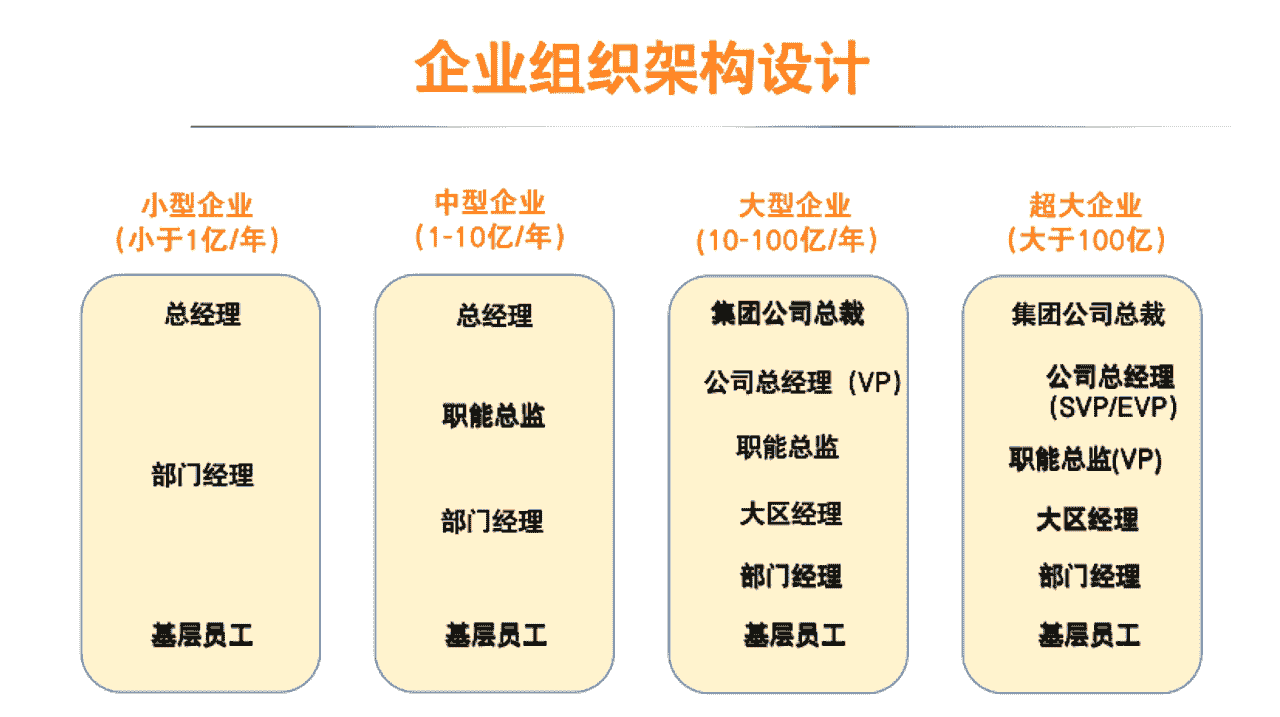 企业组织架构设计
小型企业
(小于1亿/年)
总经理
部门经理
基层员工
中型企业
(1-10亿/年)
总经理
职能总监
部门经理
基层员工
大型企业
(10-100亿/年)
集团公司总裁
公司总经理（VP)
职能总监
大区经理
部门经理
基层员工
超大企业
(大于100亿)
集团公司总裁
公司总经理
(SVP/EVP)
职能总监(VP)
大区经理
部门经理
基层员工